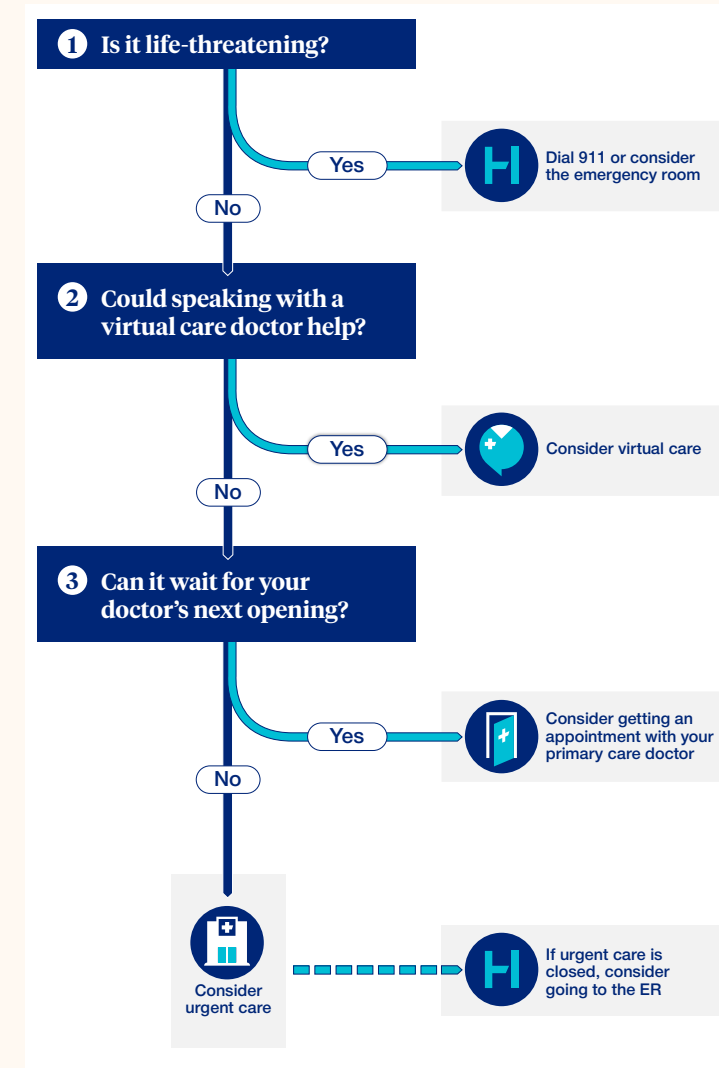 1 Is it life-threatening?
Yes
Dial 911 or consider
the emergency room
No
2 Could speaking with a
virtual care doctor help?
Yes
Consider virtual care
No
3 Can it wait for your
doctor’s next opening?
Yes
Consider getting an
appointment with your
primary care doctor
No
Consider
urgent care
If urgent care is
closed, consider
going to the ER